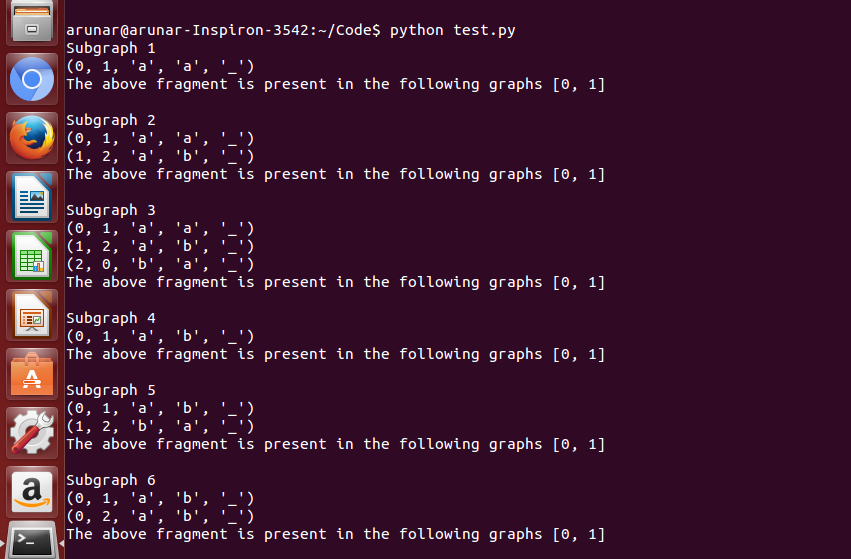 arunar@arunar-Inspiron-3542:~/Code$ python test.py
Subgraph 1
(0, 1, 'a', 'a', '_')
The above fragment is present in the following graphs [0, 1]
Subgraph 2
(0, 1, 'a', 'a', '_')
(1, 2, 'a', 'b', '_')
The above fragment is present in the following graphs [0, 1]
Subgraph 3
(0, 1, 'a', 'a', '_')
(1, 2, 'a', 'b', '_')
(2, 0, 'b', 'a', '_')
The above fragment is present in the following graphs [0, 1]
Subgraph 4
(0, 1, 'a', 'b', '_')
The above fragment is present in the following graphs [0, 1]
Subgraph 5
(0, 1, 'a', 'b', '_')
(1, 2, 'b', 'a', '_')
The above fragment is present in the following graphs [0, 1]
Subgraph 6
(0, 1, 'a', 'b', '_')
(0, 2, 'a', 'b', '_')
The above fragment is present in the following graphs [0, 1]